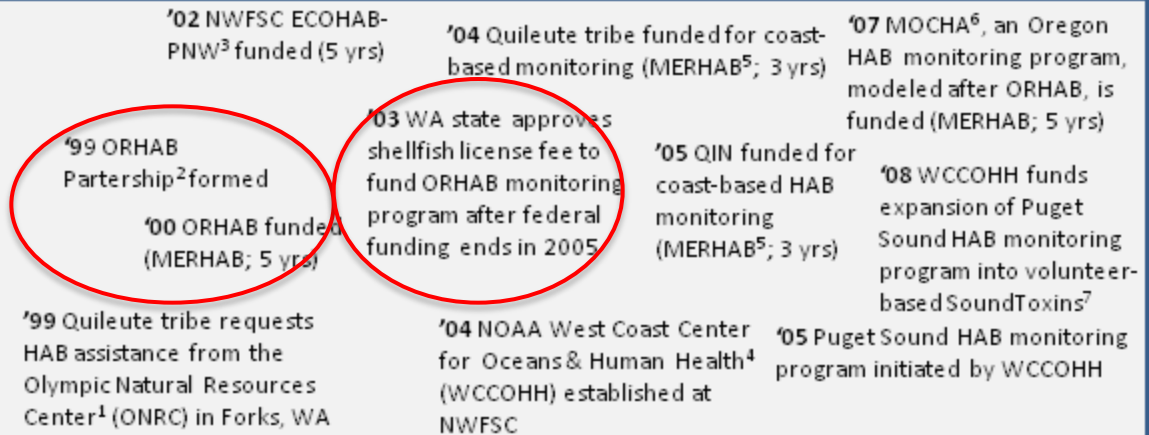 '02 NWFSC ECOHAB-
PNW³ funded (5 yrs)
'04 Quileute tribe funded for coast-
based monitoring (MERHAB⁵; 3 yrs)
'07 MOCHA⁶, an Oregon
HAB monitoring program,
modeled after ORHAB, is
funded (MERHAB; 5 yrs)
'99 ORHAB
Partership² formed
'00 ORHAB funded
(MERHAB; 5 yrs)
'03 WA state approves
shellfish license fee to
fund ORHAB monitoring
program after federal
funding ends in 2005
'05 QIN funded for
coast-based HAB
monitoring
(MERHAB⁵; 3 yrs)
'08 WCCOHH funds
expansion of Puget
Sound HAB monitoring
program into volunteer-
based SoundToxins⁷
'99 Quileute tribe requests
HAB assistance from the
Olympic Natural Resources
Center¹ (ONRC) in Forks, WA
'04 NOAA West Coast Center
for Oceans & Human Health⁴
(WCCOHH) established at
NWFSC
'05 Puget Sound HAB monitoring
program initiated by WCCOHH